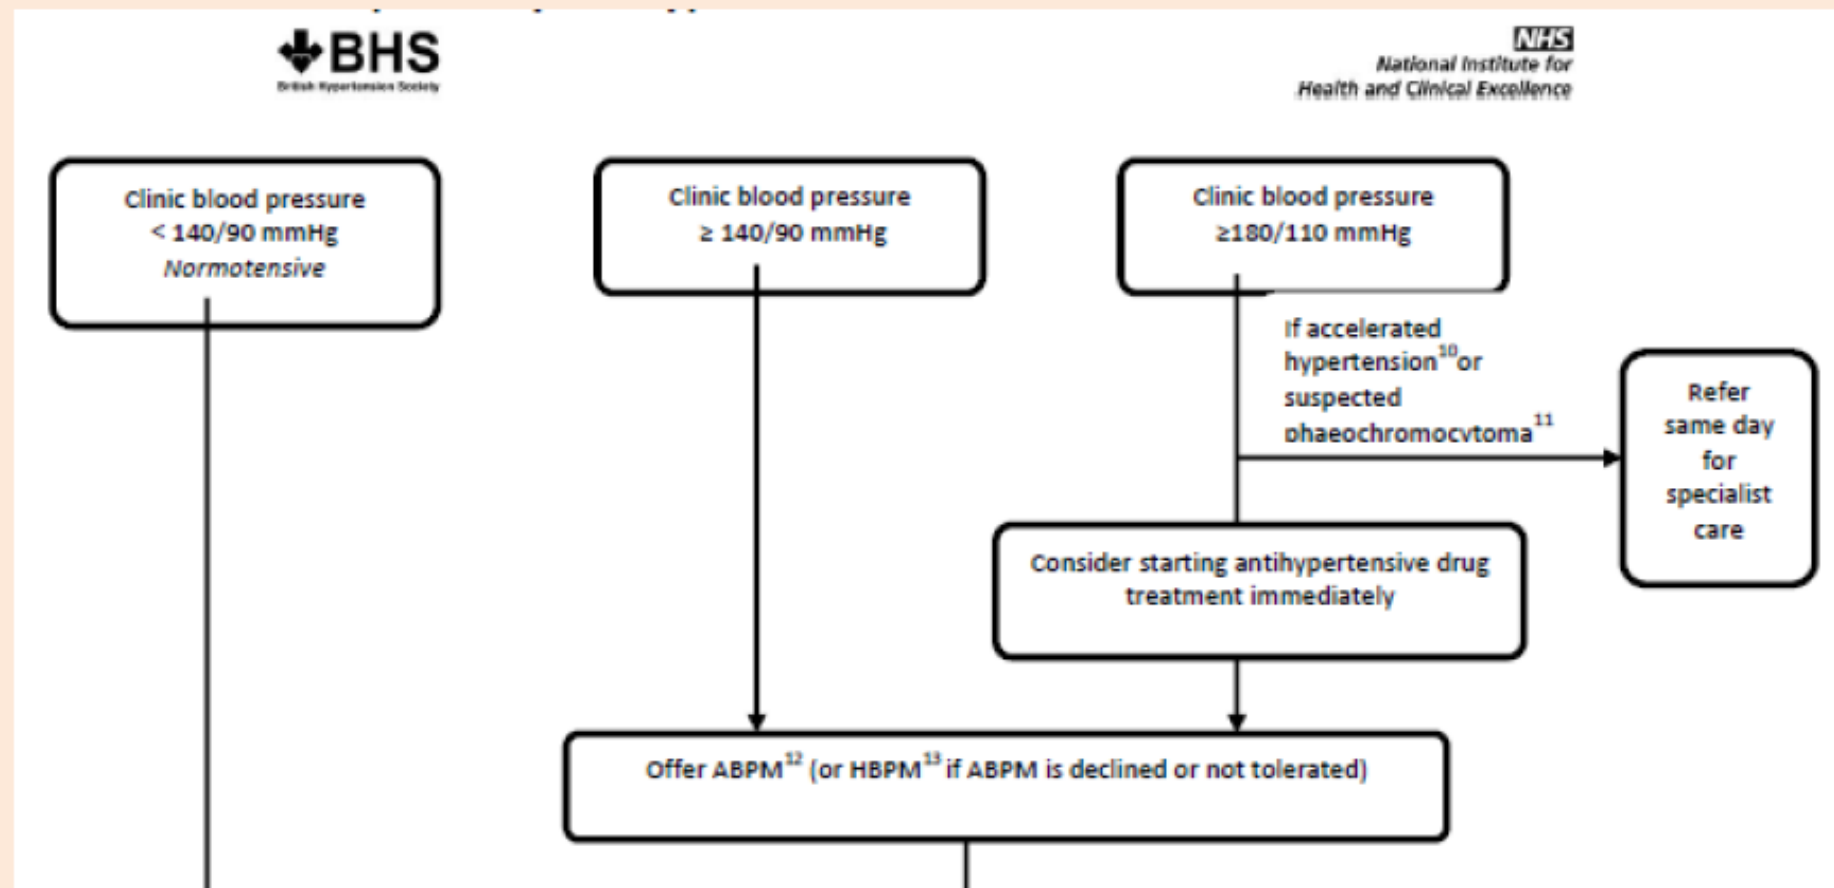 BHS
British Hypertension Society
NHS
National Institute for
Health and Clinical Excellence
Clinic blood pressure
< 140/90 mmHg
Normotensive
Clinic blood pressure
≥ 140/90 mmHg
Clinic blood pressure
≥180/110 mmHg
If accelerated
hypertension10or
suspected
phaeochromocytoma11
Refer
same day
for
specialist
care
Consider starting antihypertensive drug
treatment immediately
Offer ABPM12 (or HBPM13 if ABPM is declined or not tolerated)